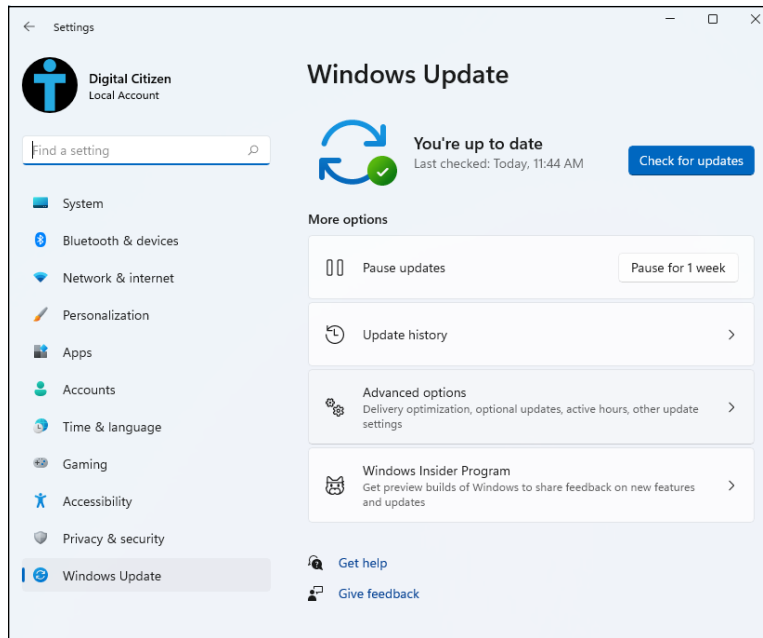 Settings
Digital Citizen
Local Account
Find a setting
System
Bluetooth & devices
Network & internet
Personalization
Apps
Accounts
Time & language
Gaming
Accessibility
Privacy & security
Windows Update
Windows Update
You're up to date
Last checked: Today, 11:44 AM
Check for updates
More options
Pause updates
Pause for 1 week
Update history
Advanced options
Delivery optimization, optional updates, active hours, other update
settings
Windows Insider Program
Get preview builds of Windows to share feedback on new features
and updates
Get help
Give feedback